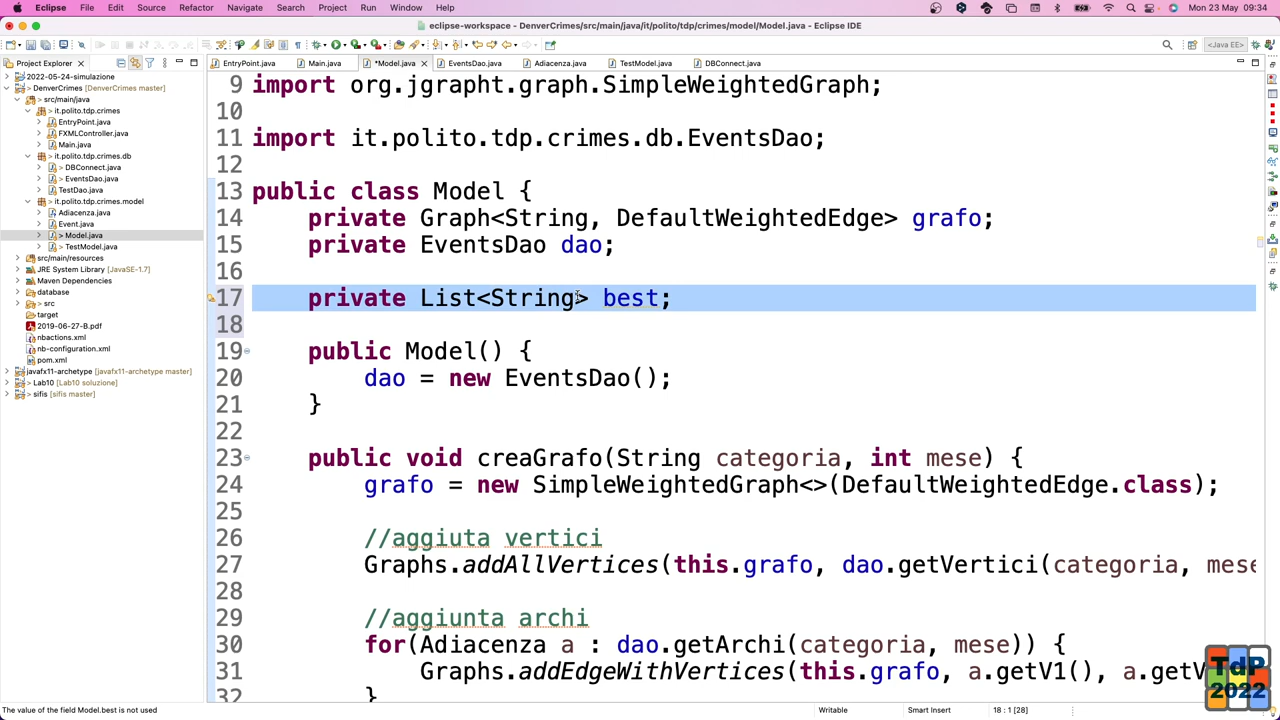 Eclipse File Edit Source Refactor Navigate Search Project Run Window Help Mon 23 May 09:34
eclipse-workspace - DenverCrimes/src/main/java/it/polito/tdp/crimes/model/Model.java - Eclipse IDE
<Java EE>
Project Explorer
EntryPoint.java Main.java *Model.java EventsDao.java Adiacenza.java TestModel.java DBConnect.java
2022-05-24-simulazione
> DenverCrimes [DenverCrimes master]
> src/main/java
it.polito.tdp.crimes
EntryPoint.java
FXMLController.java
Main.java
it.polito.tdp.crimes.db
DBConnect.java
> EventsDao.java
TestDao.java
> it.polito.tdp.crimes.model
Adiacenza.java
Event.java
> Model.java
> TestModel.java
src/main/resources
JRE System Library [JavaSE-1.7]
Maven Dependencies
database
> src
target
2019-06-27-B.pdf
nbactions.xml
nb-configuration.xml
pom.xml
javafx11-archetype [javafx11-archetype master]
> Lab10 [Lab10 soluzione]
> sifis [sifis master]
9 import org.jgrapht.graph.SimpleWeightedGraph;
10
11 import it.polito.tdp.crimes.db.EventsDao;
12
13 public class Model {
14 private Graph<String, DefaultWeightedEdge> grafo;
15 private EventsDao dao;
16
17 private List<String> best;
18
19 public Model() {
20 dao = new EventsDao();
21 }
22
23 public void creaGrafo(String categoria, int mese) {
24 grafo = new SimpleWeightedGraph<>(DefaultWeightedEdge.class);
25
26 //aggiuta vertici
27 Graphs.addAllVertices(this.grafo, dao.getVertici(categoria, mese
28
29 //aggiunta archi
30 for(Adiacenza a : dao.getArchi(categoria, mese)) {
31 Graphs.addEdgeWithVertices(this.grafo, a.getV1(), a.getV
32 }
TdP
2022
The value of the field Model.best is not used Writable Smart Insert 18 : 1 [28]